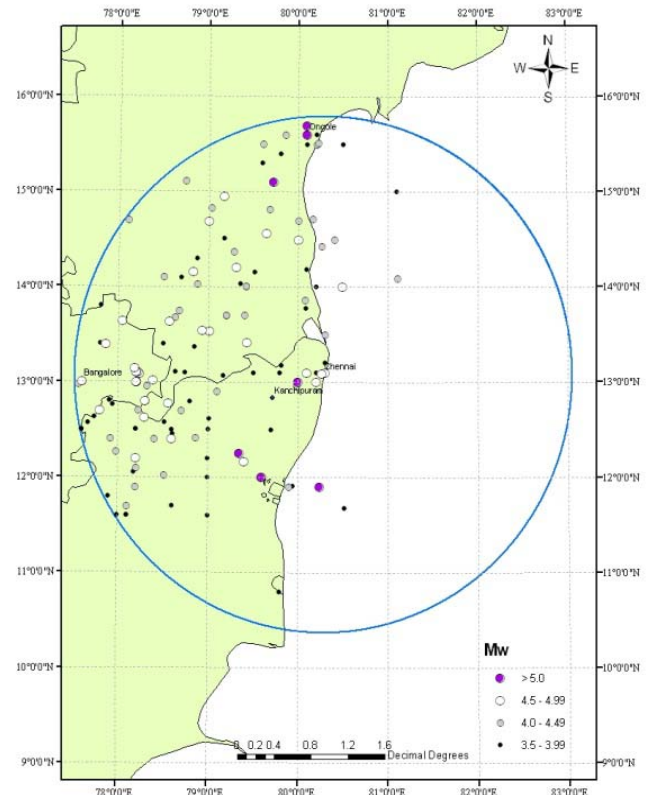 78°0'0"E 79°0'0"E 80°0'0"E 81°0'0"E 82°0'0"E 83°0'0"E
N
W E
S
16°0'0"N 16°0'0"N
Ongole
15°0'0"N 15°0'0"N
14°0'0"N 14°0'0"N
Chennai
Bangalore
13°0'0"N 13°0'0"N
Kanchipuram
12°0'0"N 12°0'0"N
11°0'0"N 11°0'0"N
10°0'0"N 10°0'0"N
Mw
> 5.0
4.5 - 4.99
4.0 - 4.49
3.5 - 3.99
0 0.2 0.4 0.8 1.2 1.6
Decimal Degrees
9°0'0"N 9°0'0"N
78°0'0"E 79°0'0"E 80°0'0"E 81°0'0"E 82°0'0"E 83°0'0"E